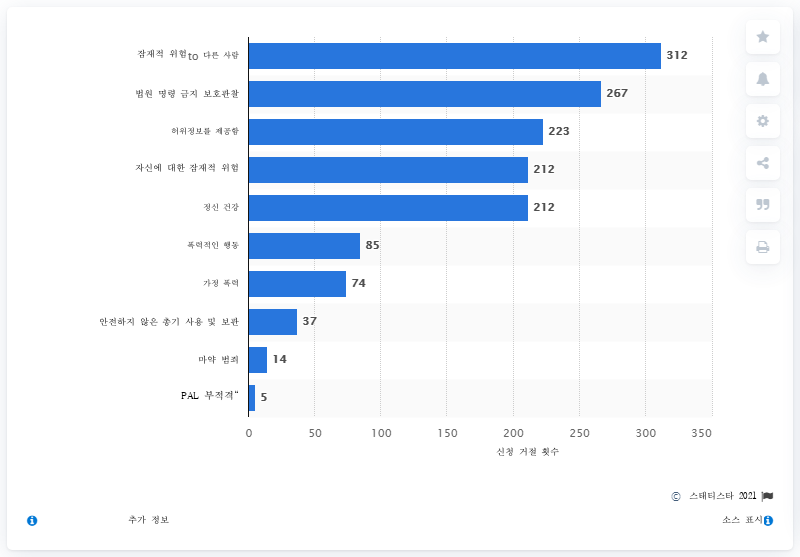 잠재적 위험to 다른 사람 312
법원 명령 금지 보호관찰 267
허위정보를 제공함 223
자신에 대한 잠재적 위험 212
정신 건강 212
폭력적인 행동 85
가정 폭력 74
안전하지 않은 총기 사용 및 보관 37
마약 범죄 14
PAL 부적격“ 5
0 50 100 150 200 250 300 350
신청 거절 횟수
© 스태티스타 2021
추가 정보 소스 표시